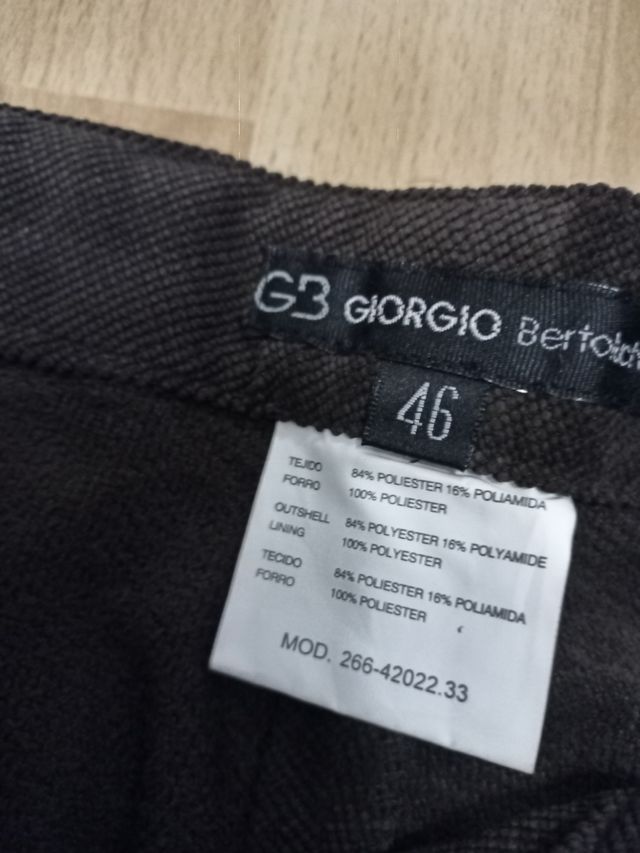 GB GIORGIO
46
TEJIDO 84% POLIESTER 16% POLIAMIDA
FORRO 100% POLIESTER
OUTSHELL 84% POLYESTER 16% POLYAMIDE
LINING 100% POLYESTER
TECIDO 84% POLIESTER 16% POLIAMIDA
FORRO 100% POLIESTER
MOD. 266-42022.33